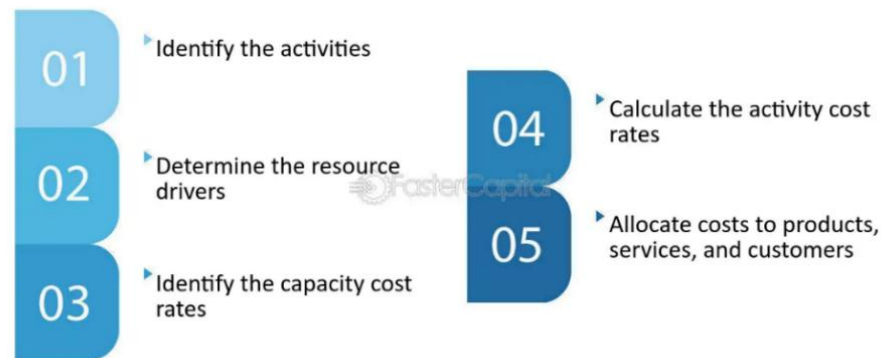 01
Identify the activities
02
Determine the resource
drivers
03
Identify the capacity cost
rates
FasterCapital
04
Calculate the activity cost
rates
05
Allocate costs to products,
services, and customers